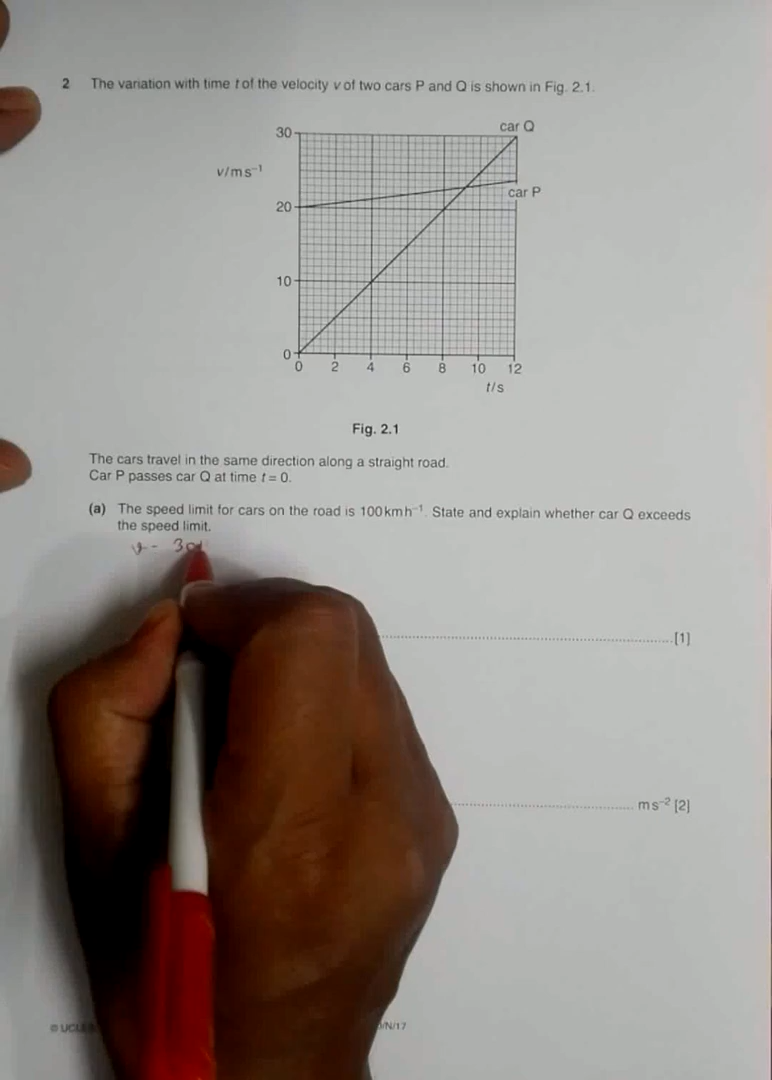 2 The variation with time t of the velocity v of two cars P and Q is shown in Fig. 2.1.
car Q
30
v/ms⁻¹
car P
20
10
0
0 2 4 6 8 10 12
t/s
Fig. 2.1
The cars travel in the same direction along a straight road.
Car P passes car Q at time t = 0.
(a) The speed limit for cars on the road is 100 km h⁻¹. State and explain whether car Q exceeds
the speed limit.
v - 30
[1]
ms⁻² [2]
© UCLE
/N/17